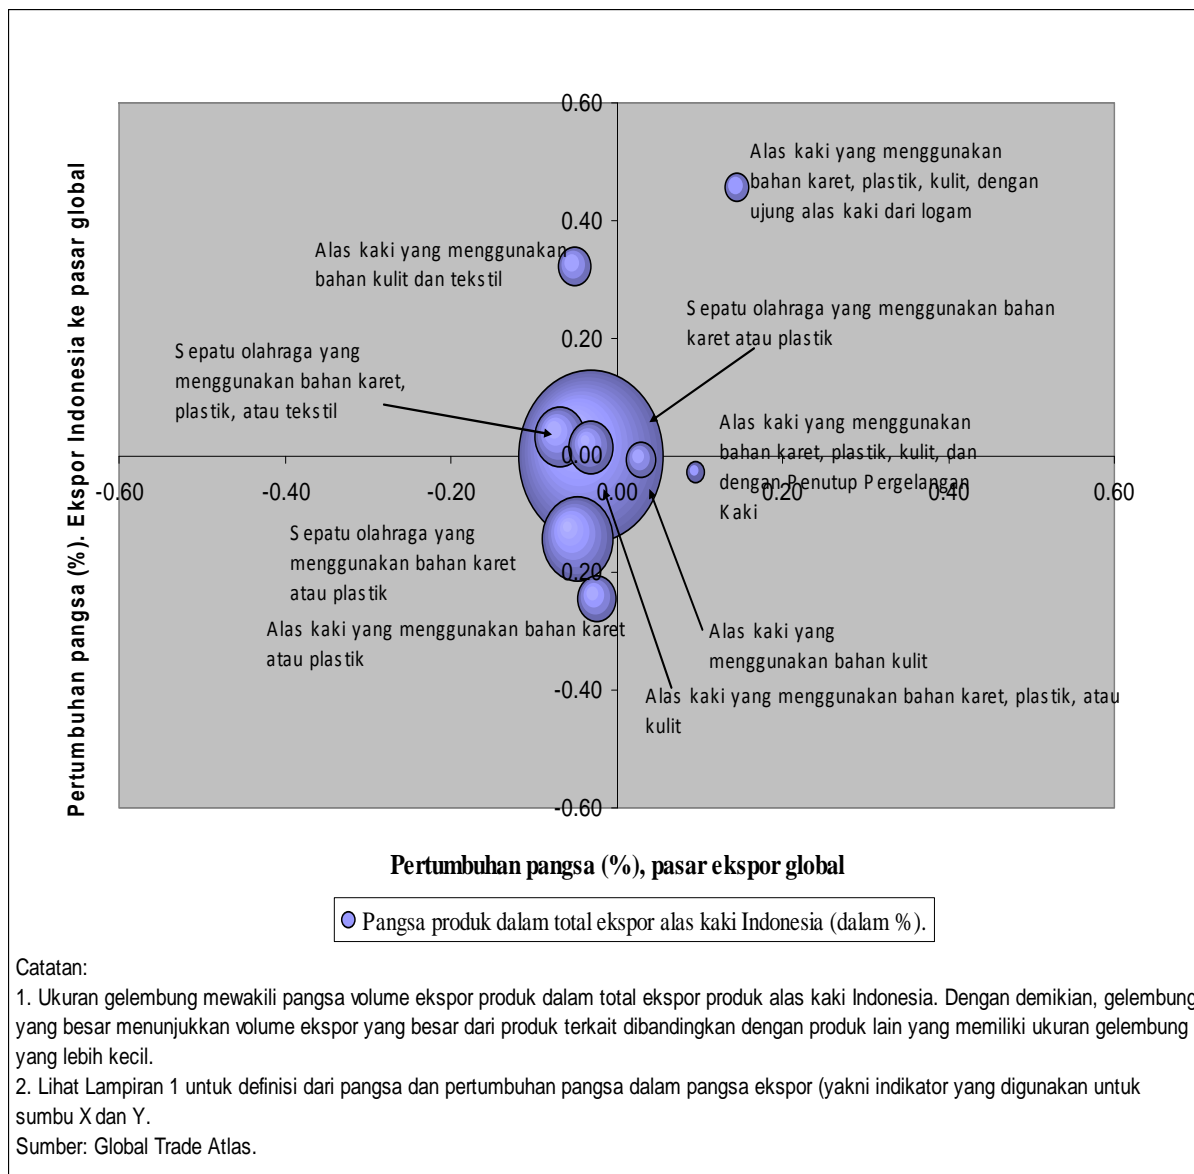 Pertumbuhan pangsa (%). Ekspor Indonesia ke pasar global
0.60
Alas kaki yang menggunakan
bahan karet, plastik, kulit, dengan
ujung alas kaki dari logam
0.40
Alas kaki yang menggunakan
bahan kulit dan tekstil
Sepatu olahraga yang menggunakan bahan
karet atau plastik
0.20
Sepatu olahraga yang
menggunakan bahan karet,
plastik, atau tekstil
Alas kaki yang menggunakan
bahan karet, plastik, kulit, dan
dengan Penutup Pergelangan
Kaki
0.00
-0.60 -0.40 -0.20 0.00 0.20 0.40 0.60
Sepatu olahraga yang
menggunakan bahan karet
atau plastik
0.20
Alas kaki yang menggunakan bahan karet
atau plastik
Alas kaki yang
menggunakan bahan kulit
-0.40
Alas kaki yang menggunakan bahan karet, plastik, atau
kulit
-0.60
Pertumbuhan pangsa (%), pasar ekspor global
Pangsa produk dalam total ekspor alas kaki Indonesia (dalam %).
Catatan:
1. Ukuran gelembung mewakili pangsa volume ekspor produk dalam total ekspor produk alas kaki Indonesia. Dengan demikian, gelembung
yang besar menunjukkan volume ekspor yang besar dari produk terkait dibandingkan dengan produk lain yang memiliki ukuran gelembung
yang lebih kecil.
2. Lihat Lampiran 1 untuk definisi dari pangsa dan pertumbuhan pangsa dalam pangsa ekspor (yakni indikator yang digunakan untuk
sumbu X dan Y.
Sumber: Global Trade Atlas.